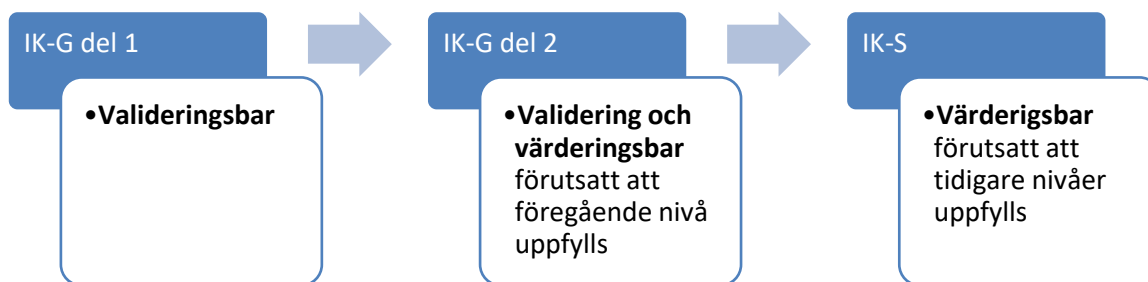 IK-G del 1
•Valideringsbar
IK-G del 2
•Validering och
värderingsbar
förutsatt att
föregående nivå
uppfylls
IK-S
•Värderigsbar
förutsatt att
tidigare nivåer
uppfylls